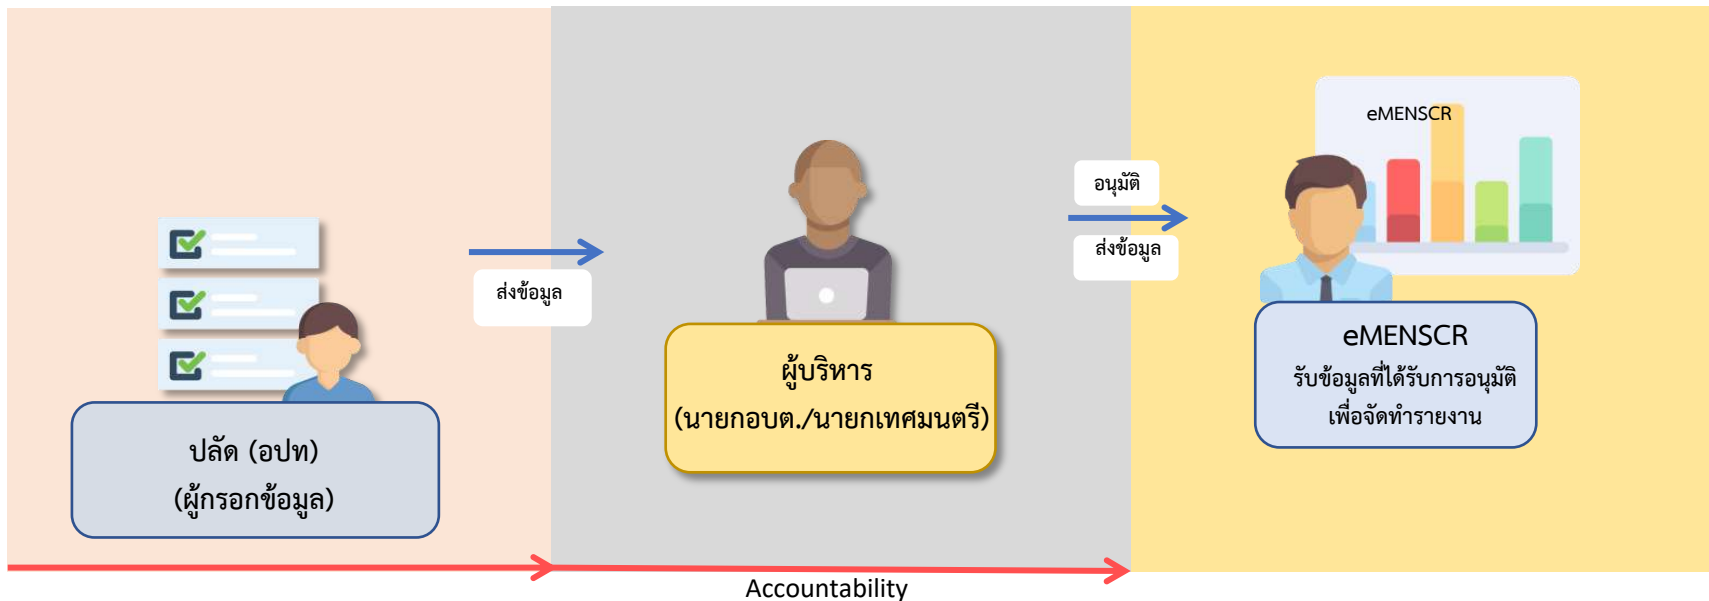 ปลัด (อปท)
(ผู้กรอกข้อมูล)
ส่งข้อมูล
ผู้บริหาร
(นายกอบต./นายกเทศมนตรี)
อนุมัติ
ส่งข้อมูล
eMENSCR
eMENSCR
รับข้อมูลที่ได้รับการอนุมัติ
เพื่อจัดทำรายงาน
Accountability